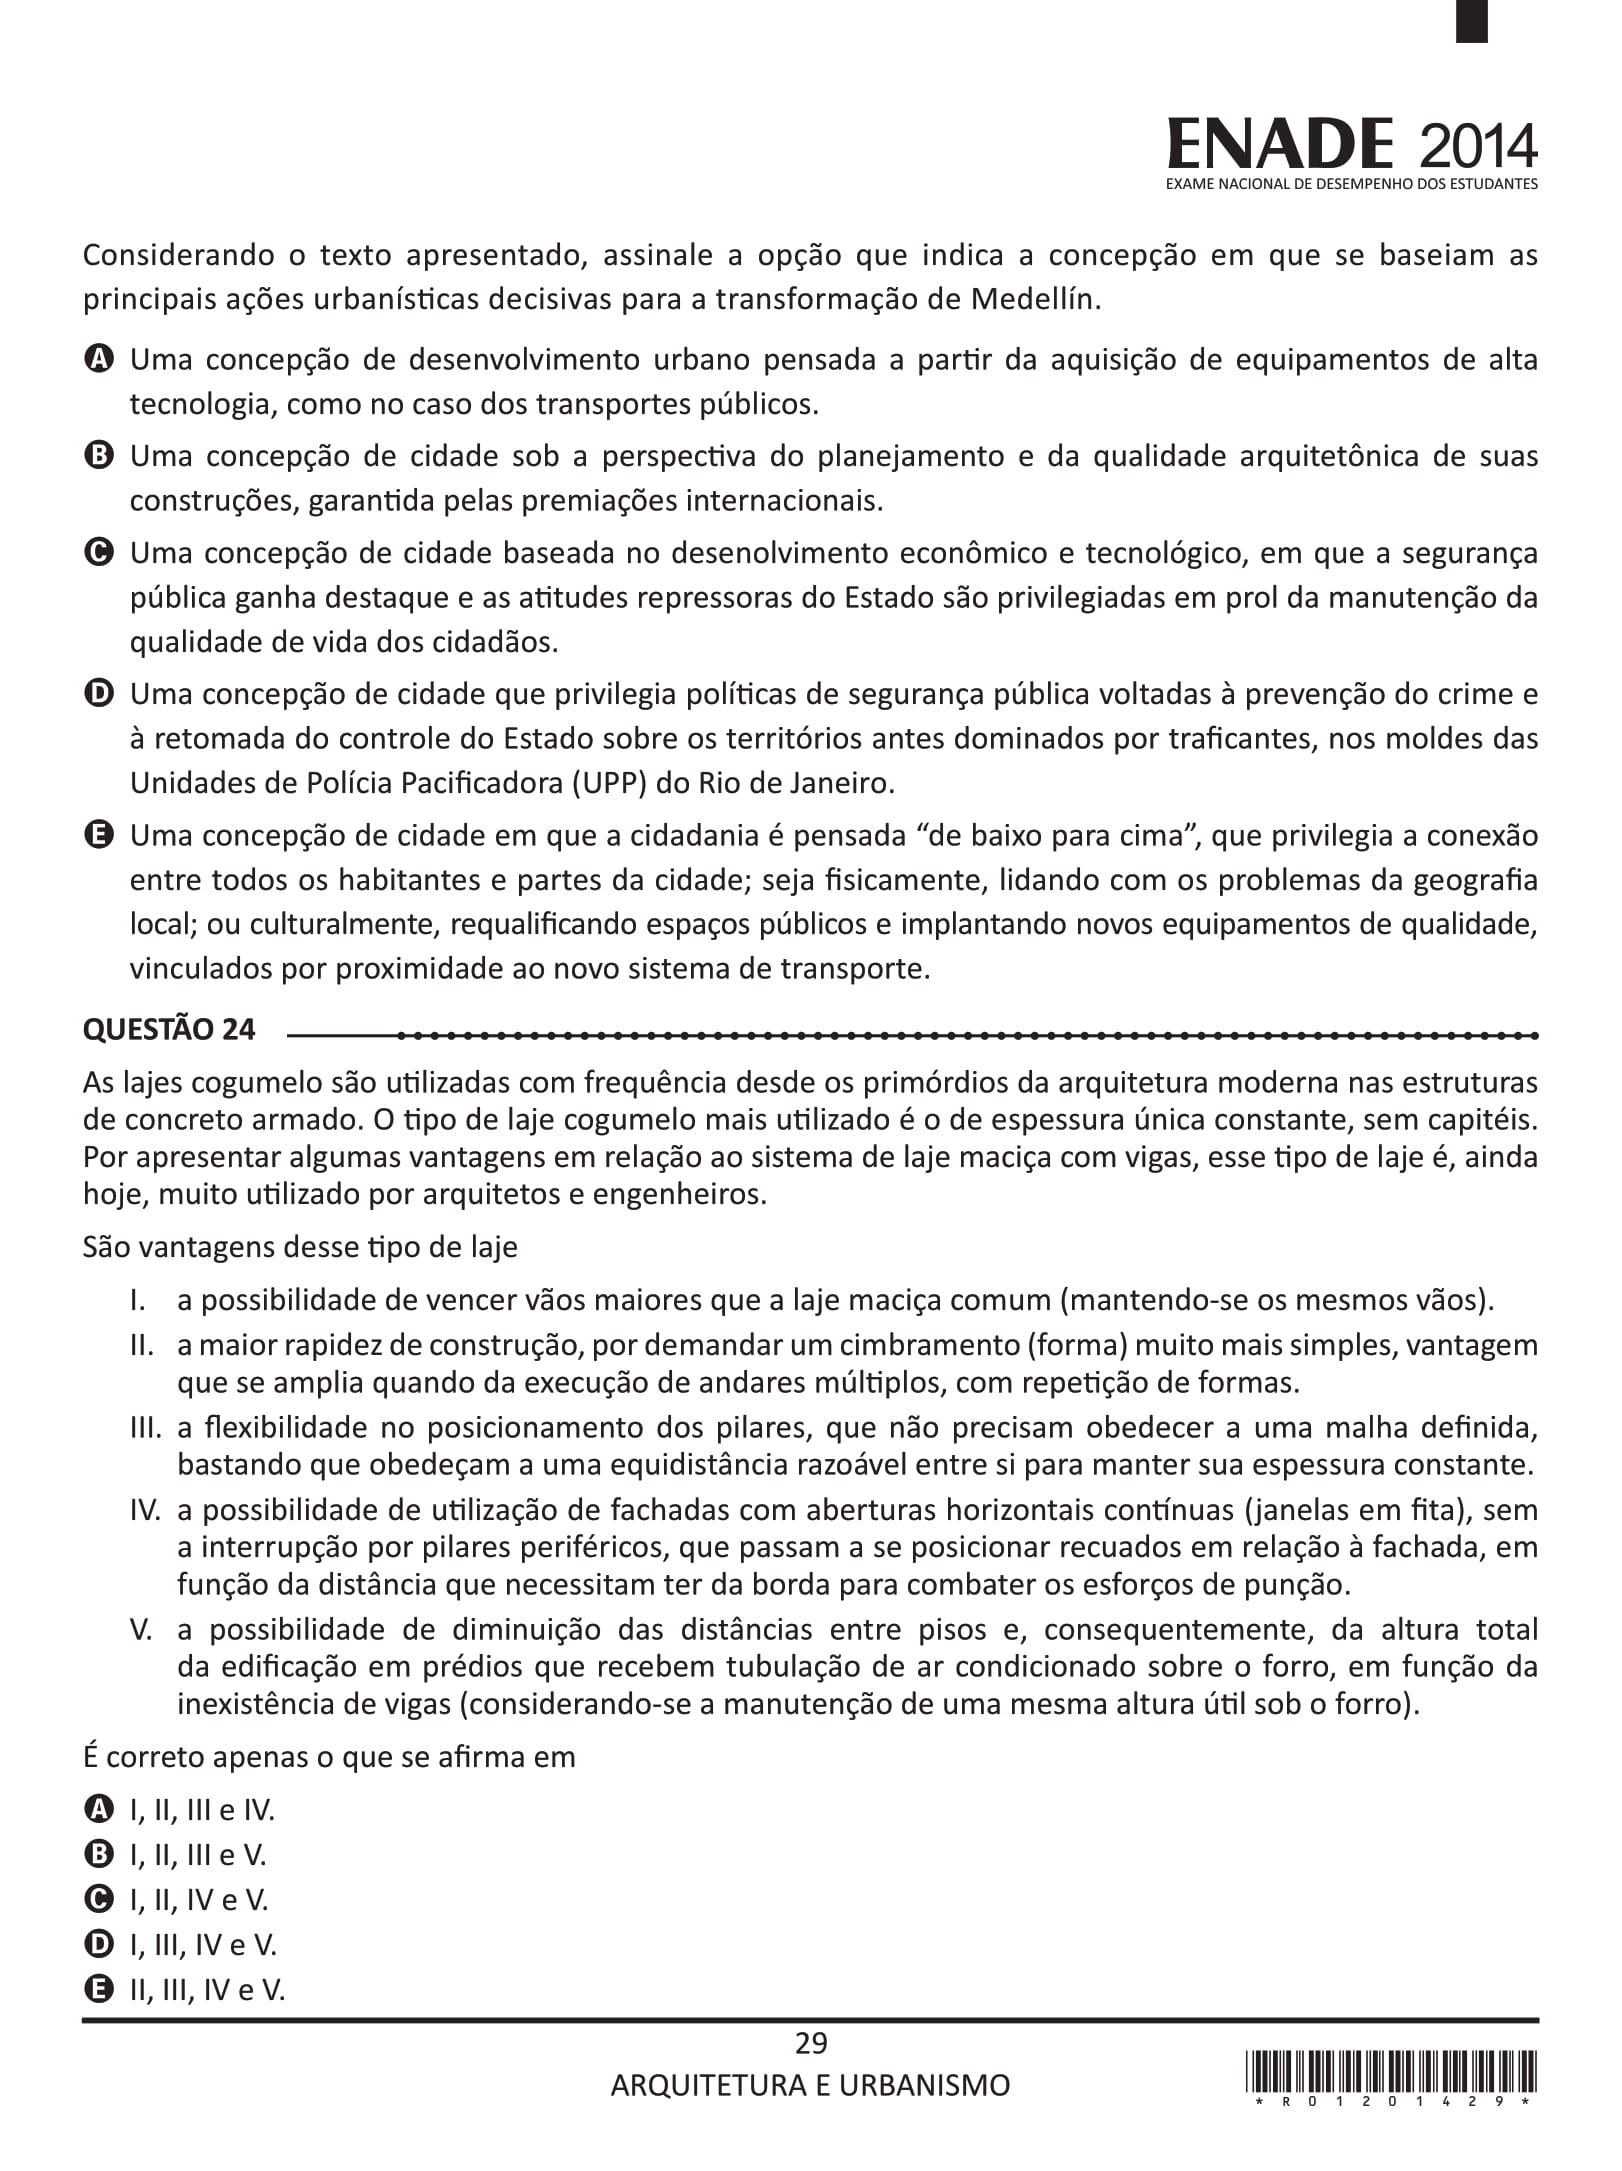 ENADE 2014
EXAME NACIONAL DE DESEMPENHO DOS ESTUDANTES
Considerando o texto apresentado, assinale a opção que indica a concepção em que se baseiam as
principais ações urbanísticas decisivas para a transformação de Medellín.
A Uma concepção de desenvolvimento urbano pensada a partir da aquisição de equipamentos de alta
tecnologia, como no caso dos transportes públicos.
B Uma concepção de cidade sob a perspectiva do planejamento e da qualidade arquitetônica de suas
construções, garantida pelas premiações internacionais.
C Uma concepção de cidade baseada no desenolvimento econômico e tecnológico, em que a segurança
pública ganha destaque e as atitudes repressoras do Estado são privilegiadas em prol da manutenção da
qualidade de vida dos cidadãos.
D Uma concepção de cidade que privilegia políticas de segurança pública voltadas à prevenção do crime e
à retomada do controle do Estado sobre os territórios antes dominados por traficantes, nos moldes das
Unidades de Polícia Pacificadora (UPP) do Rio de Janeiro.
E Uma concepção de cidade em que a cidadania é pensada “de baixo para cima”, que privilegia a conexão
entre todos os habitantes e partes da cidade; seja fisicamente, lidando com os problemas da geografia
local; ou culturalmente, requalificando espaços públicos e implantando novos equipamentos de qualidade,
vinculados por proximidade ao novo sistema de transporte.
QUESTÃO 24
As lajes cogumelo são utilizadas com frequência desde os primórdios da arquitetura moderna nas estruturas
de concreto armado. O tipo de laje cogumelo mais utilizado é o de espessura única constante, sem capitéis.
Por apresentar algumas vantagens em relação ao sistema de laje maciça com vigas, esse tipo de laje é, ainda
hoje, muito utilizado por arquitetos e engenheiros.
São vantagens desse tipo de laje
I. a possibilidade de vencer vãos maiores que a laje maciça comum (mantendo-se os mesmos vãos).
II. a maior rapidez de construção, por demandar um cimbramento (forma) muito mais simples, vantagem
que se amplia quando da execução de andares múltiplos, com repetição de formas.
III. a flexibilidade no posicionamento dos pilares, que não precisam obedecer a uma malha definida,
bastando que obedeçam a uma equidistância razoável entre si para manter sua espessura constante.
IV. a possibilidade de utilização de fachadas com aberturas horizontais contínuas (janelas em fita), sem
a interrupção por pilares periféricos, que passam a se posicionar recuados em relação à fachada, em
função da distância que necessitam ter da borda para combater os esforços de punção.
V. a possibilidade de diminuição das distâncias entre pisos e, consequentemente, da altura total
da edificação em prédios que recebem tubulação de ar condicionado sobre o forro, em função da
inexistência de vigas (considerando-se a manutenção de uma mesma altura útil sob o forro).
É correto apenas o que se afirma em
A I, II, III e IV.
B I, II, III e V.
C I, II, IV e V.
D I, III, IV e V.
E II, III, IV e V.
29
ARQUITETURA E URBANISMO
*R01201429*